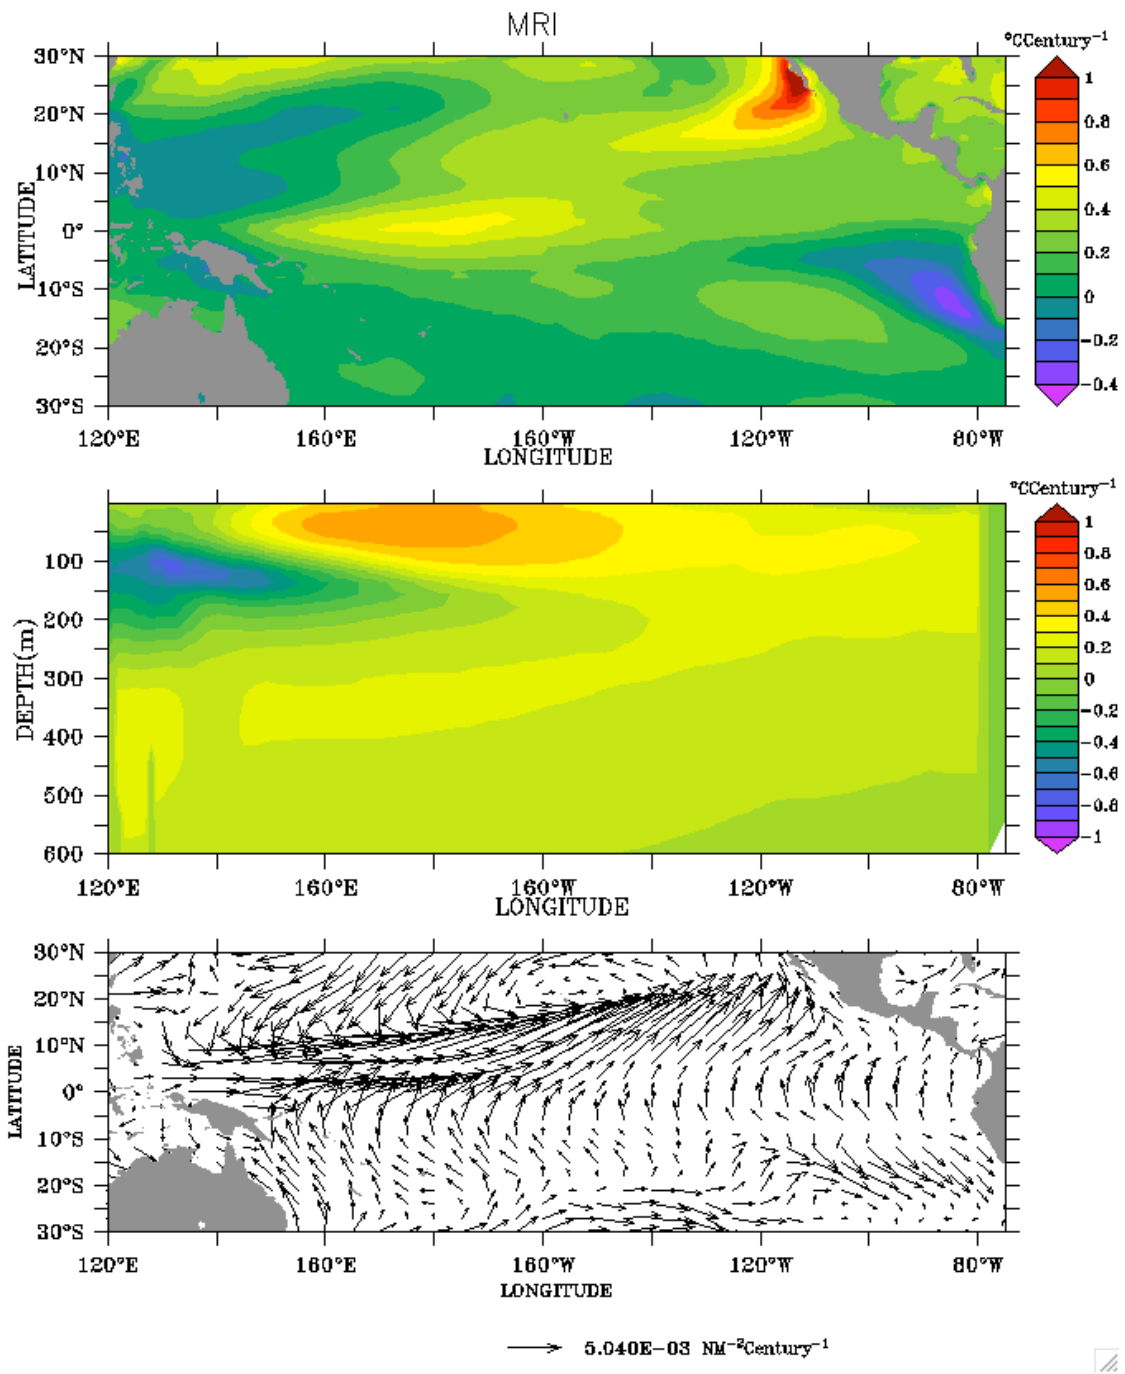 MRI
°CCentury⁻¹
30°N
20°N
10°N
0°
10°S
20°S
30°S
LATITUDE
120°E 160°E 160°W 120°W 80°W
LONGITUDE
1
0.8
0.6
0.4
0.2
0
-0.2
-0.4
°CCentury⁻¹
100
200
300
400
500
600
DEPTH(m)
120°E 160°E 160°W 120°W 80°W
LONGITUDE
1
0.8
0.6
0.4
0.2
0
-0.2
-0.4
-0.6
-0.8
-1
30°N
20°N
10°N
0°
10°S
20°S
30°S
LATITUDE
120°E 160°E 160°W 120°W 80°W
LONGITUDE
5.040E-03 NM⁻²Century⁻¹